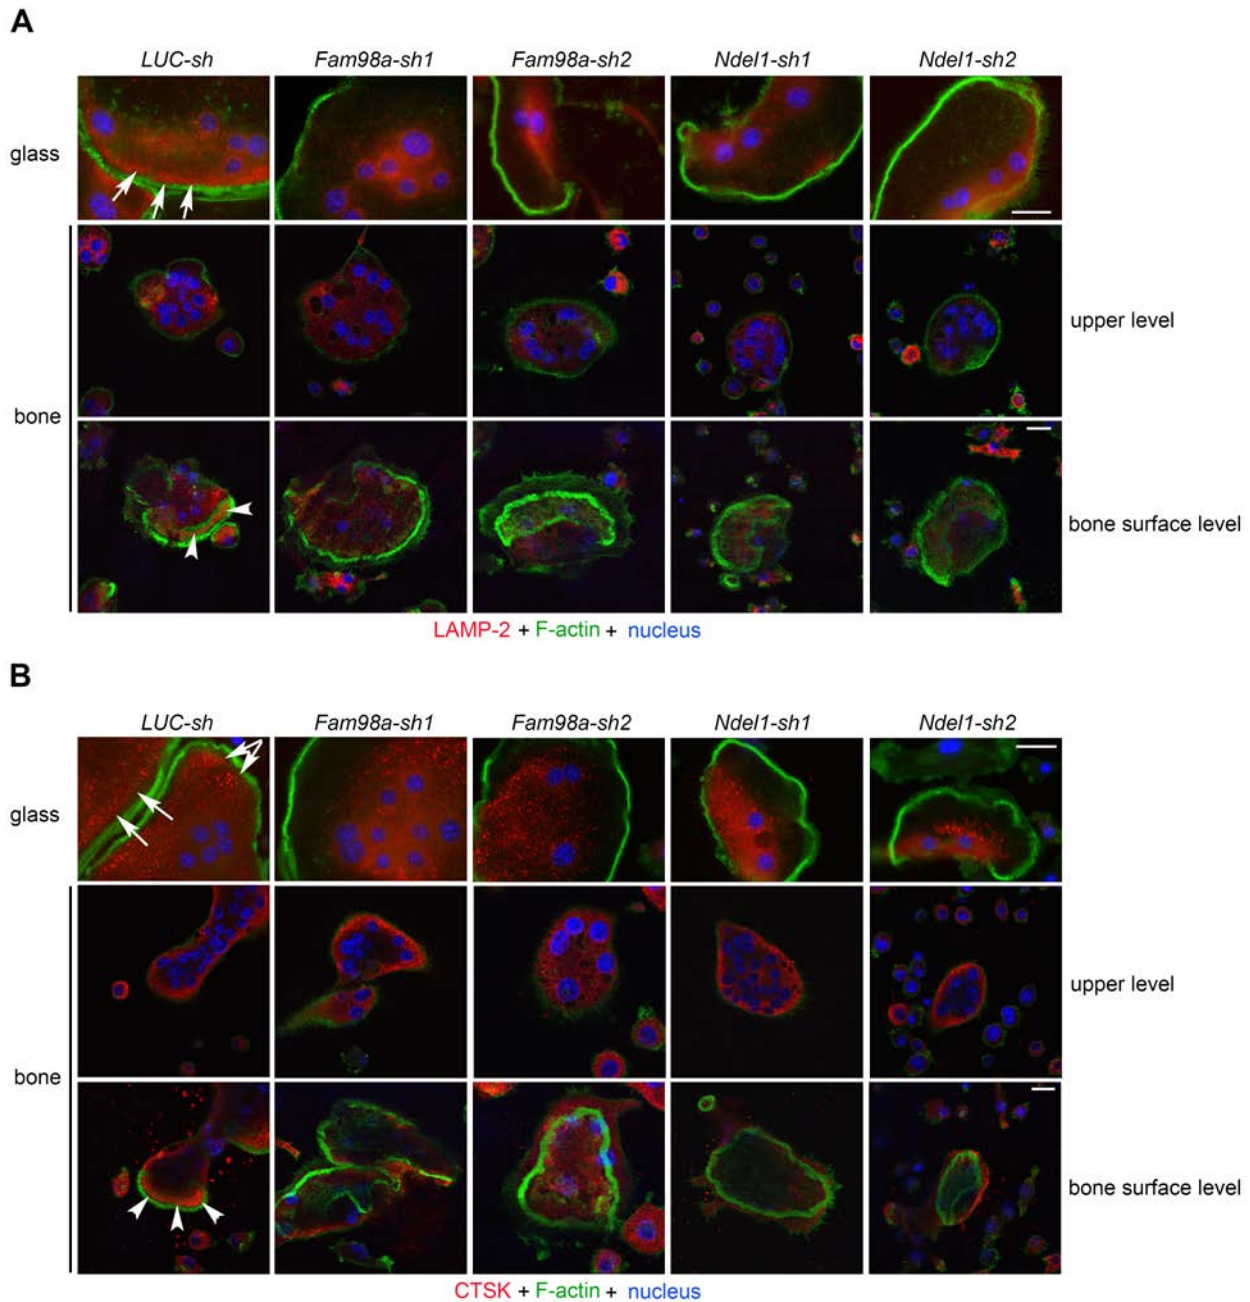 A
LUC-sh Fam98a-sh1 Fam98a-sh2 Ndel1-sh1 Ndel1-sh2
glass
upper level
bone
bone surface level
LAMP-2 + F-actin + nucleus
B
LUC-sh Fam98a-sh1 Fam98a-sh2 Ndel1-sh1 Ndel1-sh2
glass
upper level
bone
bone surface level
CTSK + F-actin + nucleus